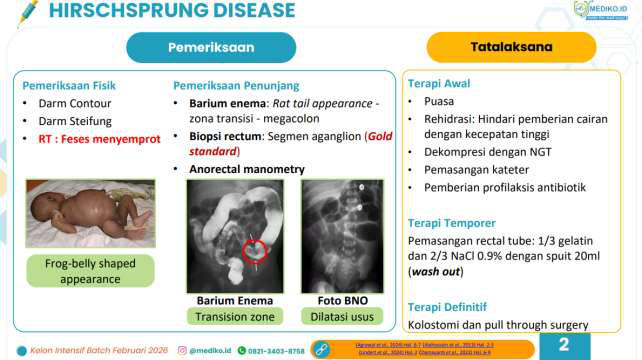 HIRSCHSPRUNG DISEASE
MEDIKO.ID
Pemeriksaan
Tatalaksana
Pemeriksaan Fisik
• Darm Contour
• Darm Steifung
• RT : Feses menyemprot
Frog-belly shaped
appearance
Pemeriksaan Penunjang
• Barium enema: Rat tail appearance -
zona transisi - megacolon
• Biopsi rectum: Segmen aganglion (Gold
standard)
• Anorectal manometry
Barium Enema
Transision zone
Foto BNO
Dilatasi usus
Terapi Awal
• Puasa
• Rehidrasi: Hindari pemberian cairan
dengan kecepatan tinggi
• Dekompresi dengan NGT
• Pemasangan kateter
• Pemberian profilaksis antibiotik
Terapi Temporer
Pemasangan rectal tube: 1/3 gelatin
dan 2/3 NaCl 0.9% dengan spuit 20ml
(wash out)
Terapi Definitif
Kolostomi dan pull through surgery
Kelon Intensif Batch Februari 2026
@mediko.id
0821-3403-8758
2